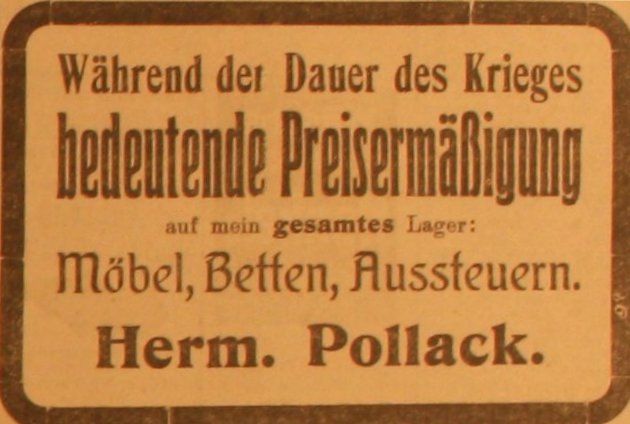 Während der Dauer des Krieges
bedeutende Preisermäßigung
auf mein gesamtes Lager:
Möbel, Betten, Aussteuern.
Herm. Pollack.